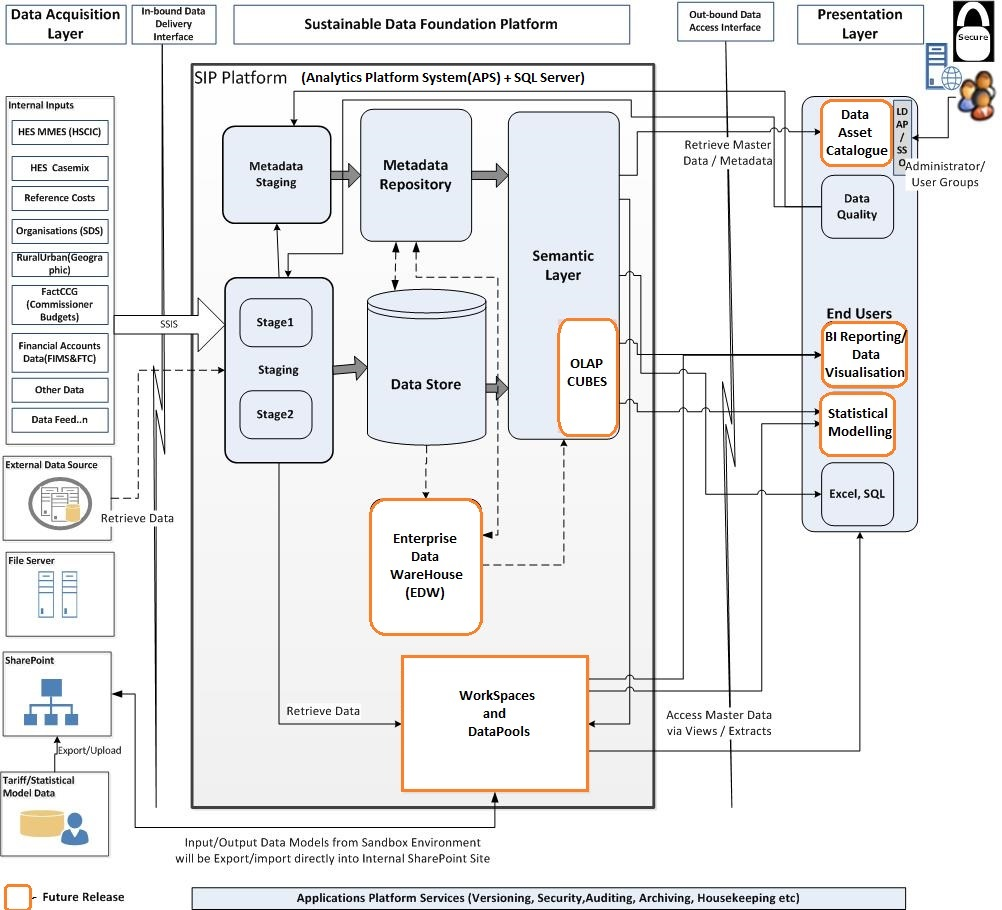 Data Acquisition
Layer
In-bound Data
Delivery
Interface
Sustainable Data Foundation Platform
Out-bound Data
Access Interface
Presentation
Layer
Secure
SIP Platform
(Analytics Platform System(APS) + SQL Server)
Internal Inputs
HES MMES (HSCIC)
HES Casemix
Reference Costs
Organisations (SDS)
RuralUrban(Geogra
phic)
FactCCG
(Commissioner
Budgets)
Financial Accounts
Data(FIMS&FTC)
Other Data
Data Feed..n
External Data Source
Retrieve Data
File Server
SharePoint
Export/Upload
Tariff/Statistical
Model Data
SSIS
Metadata
Staging
Metadata
Repository
Stage1
Staging
Stage2
Data Store
Semantic
Layer
OLAP
CUBES
Enterprise
Data
WareHouse
(EDW)
Retrieve Data
WorkSpaces
and
DataPools
Retrieve Master
Data / Metadata
Access Master Data
via Views / Extracts
Data
Asset
Catalogue
LD
AP
/
SS
O
Administrator/
User Groups
Data
Quality
End Users
BI Reporting/
Data
Visualisation
Statistical
Modelling
Excel, SQL
Input/Output Data Models from Sandbox Environment
will be Export/import directly into Internal SharePoint Site
Future Release
Applications Platform Services (Versioning, Security,Auditing, Archiving, Housekeeping etc)